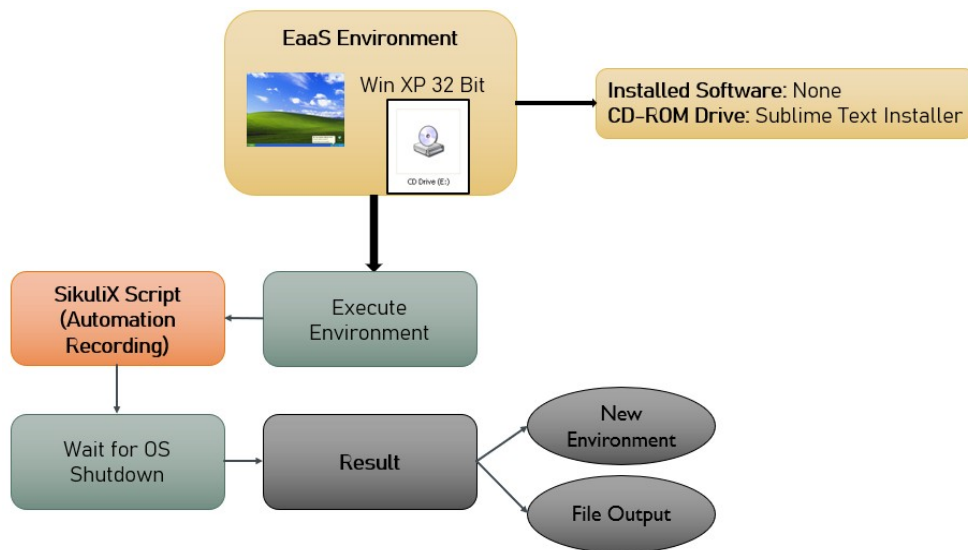 EaaS Environment
Win XP 32 Bit
CD Drive (E:)
Installed Software: None
CD-ROM Drive: Sublime Text Installer
SikuliX Script
(Automation
Recording)
Execute
Environment
Wait for OS
Shutdown
Result
New
Environment
File Output